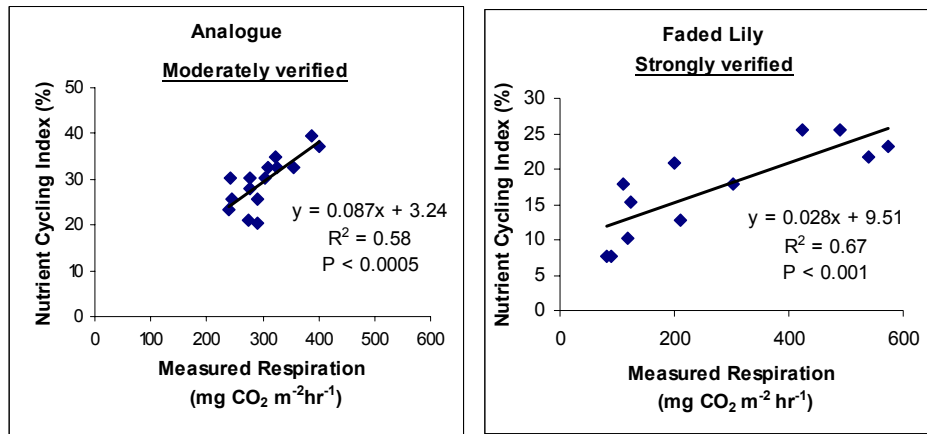 Analogue
Moderately verified
Nutrient Cycling Index (%)
50
40
30
20
10
0
y = 0.087x + 3.24
R² = 0.58
P < 0.0005
0 100 200 300 400 500 600
Measured Respiration
(mg CO₂ m⁻²hr⁻¹)
Faded Lily
Strongly verified
Nutrient Cycling Index (%)
30
25
20
15
10
5
0
y = 0.028x + 9.51
R² = 0.67
P < 0.001
0 200 400 600
Measured Respiration
(mg CO₂ m⁻² hr⁻¹)